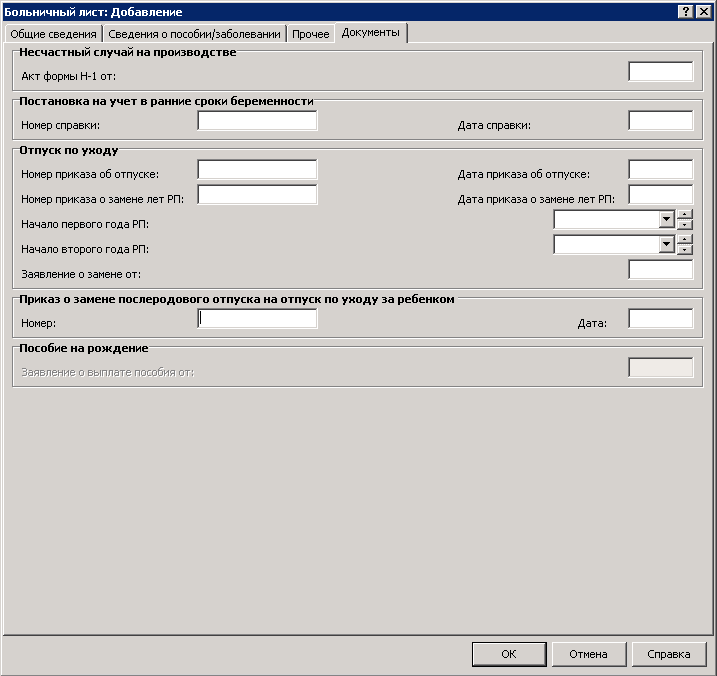 Больничный лист: Добавление
Общие сведения Сведения о пособии/заболевании Прочее Документы
Несчастный случай на производстве
Акт формы Н-1 от:
Постановка на учет в ранние сроки беременности
Номер справки: Дата справки:
Отпуск по уходу
Номер приказа об отпуске: Дата приказа об отпуске:
Номер приказа о замене лет РП: Дата приказа о замене лет РП:
Начало первого года РП:
Начало второго года РП:
Заявление о замене от:
Приказ о замене послеродового отпуска на отпуск по уходу за ребенком
Номер: Дата:
Пособие на рождение
Заявление о выплате пособия от:
OK Отмена Справка